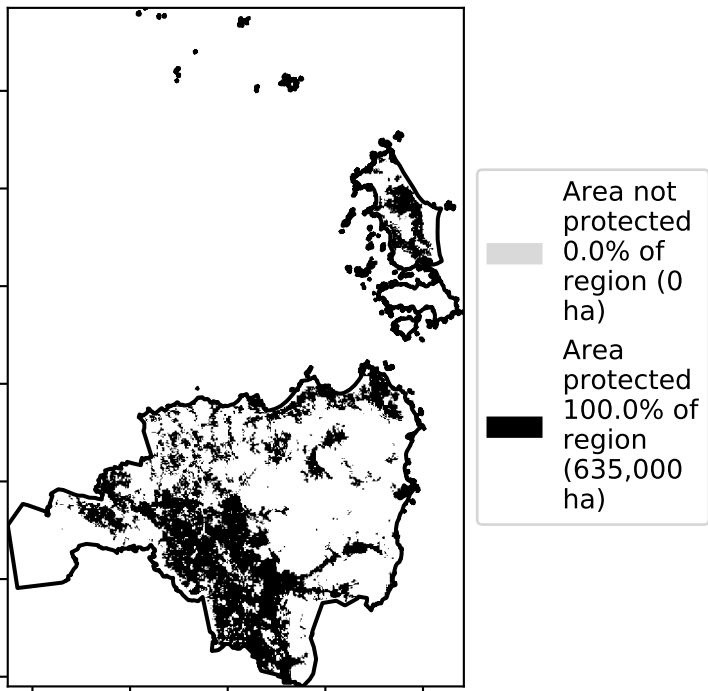 Area not
protected
0.0% of
region (0
ha)
Area
protected
100.0% of
region
(635,000
ha)